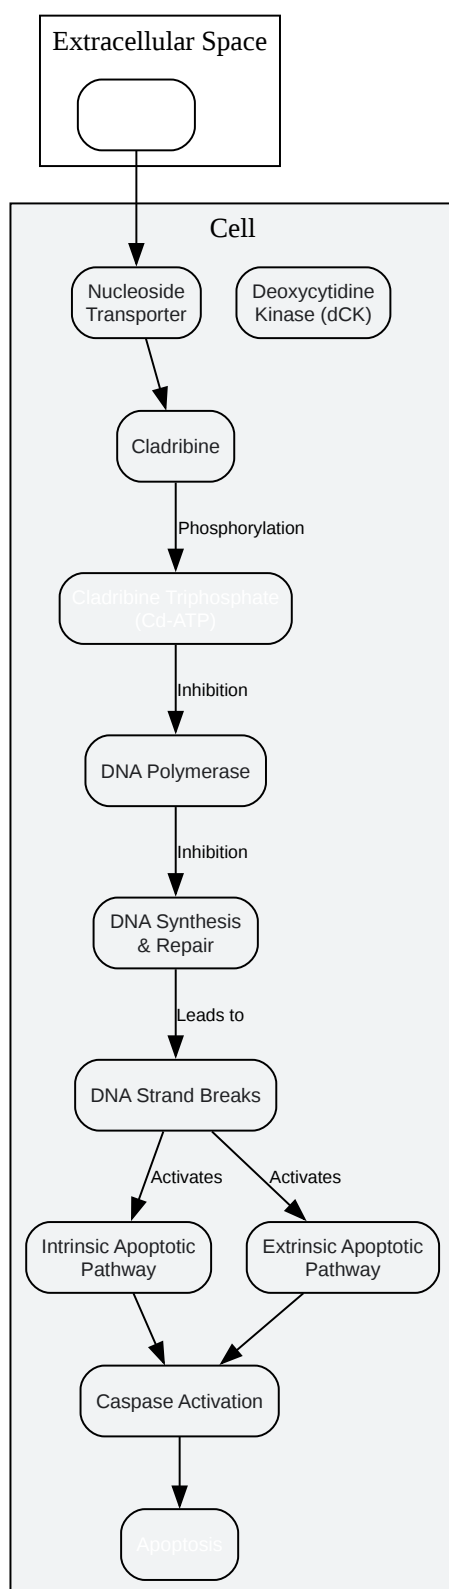 Extracellular Space
Cell
Nucleoside
Transporter
Deoxycytidine
Kinase (dCK)
Cladribine
Phosphorylation
Cladribine Triphosphate
(Cd-ATP)
Inhibition
DNA Polymerase
Inhibition
DNA Synthesis
& Repair
Leads to
DNA Strand Breaks
Activates
Activates
Intrinsic Apoptotic
Pathway
Extrinsic Apoptotic
Pathway
Caspase Activation
Apoptosis